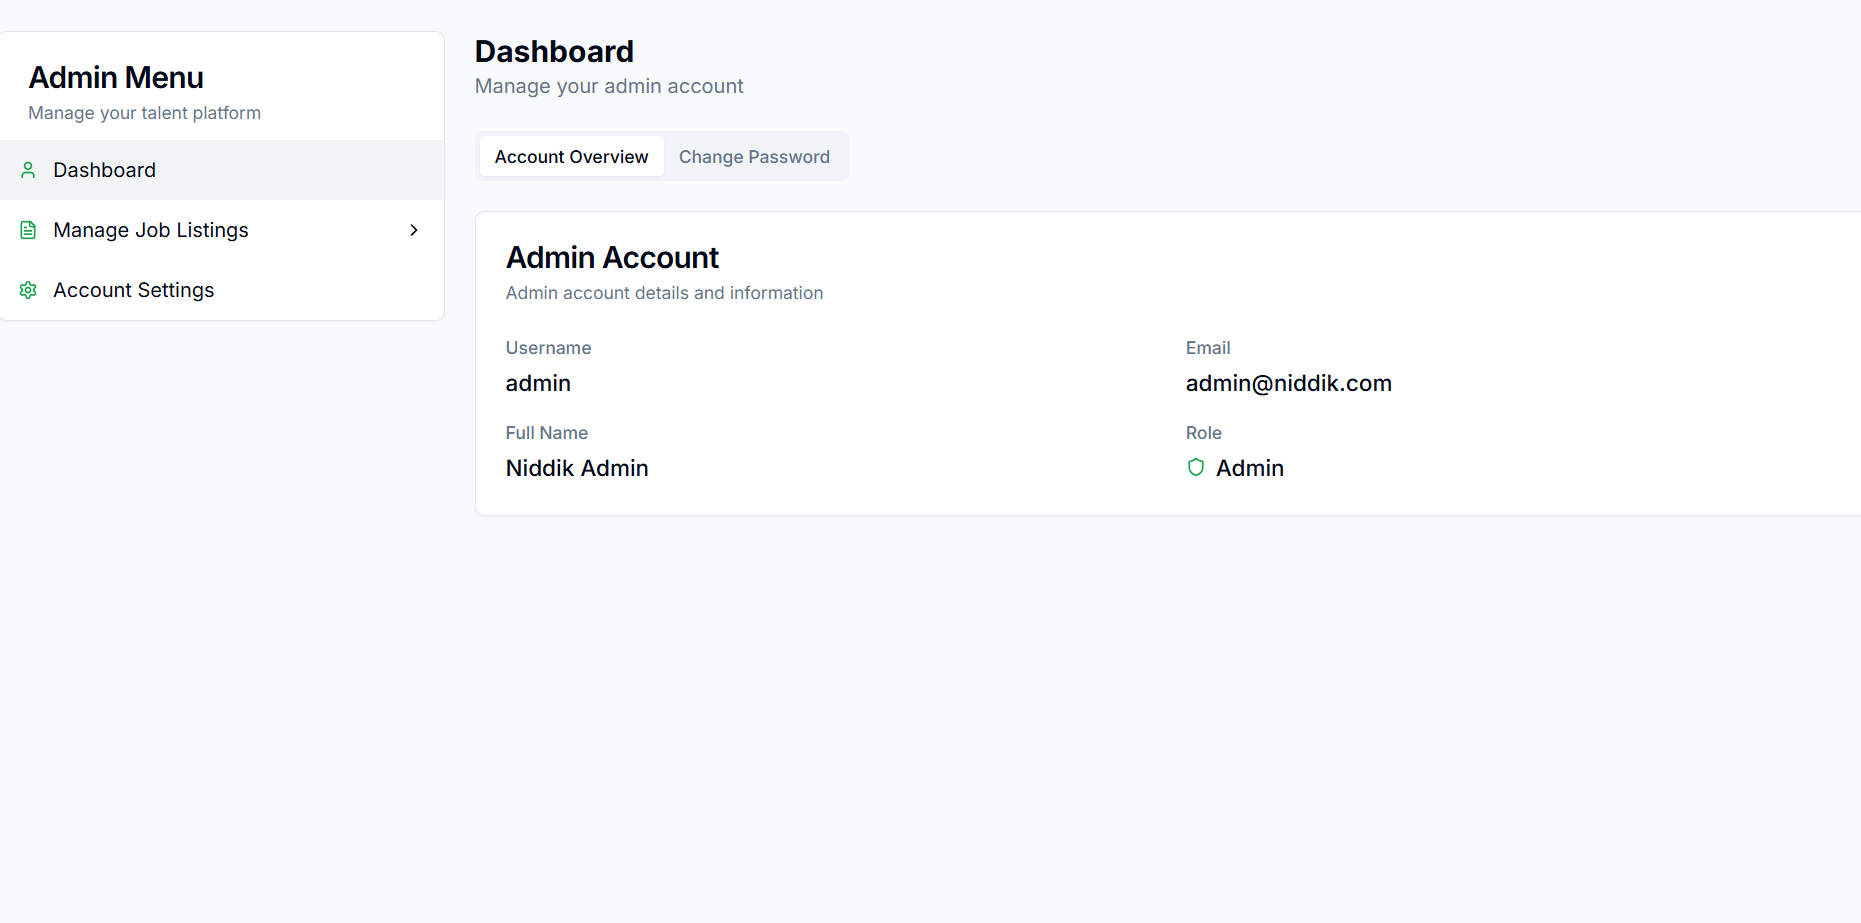 Admin Menu
Manage your talent platform
Dashboard
Manage Job Listings
Account Settings
Dashboard
Manage your admin account
Account Overview
Change Password
Admin Account
Admin account details and information
Username
admin
Email
admin@niddik.com
Full Name
Niddik Admin
Role
Admin